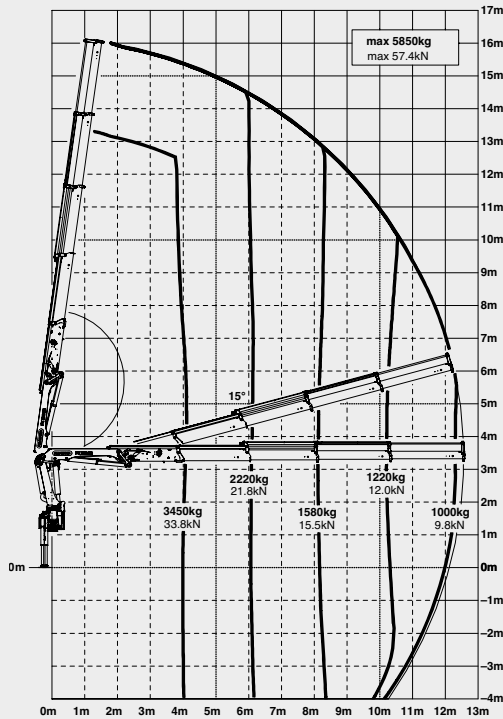 17m
16m
max 5850kg
max 57.4kN
15m
14m
13m
12m
11m
10m
9m
8m
7m
6m
15°
5m
4m
3m
2220kg
21.8kN
1220kg
12.0kN
2m
3450kg
33.8kN
1580kg
15.5kN
1000kg
9.8kN
1m
0m
0m
-1m
-2m
-3m
-4m
0m 1m 2m 3m 4m 5m 6m 7m 8m 9m 10m 11m 12m 13m